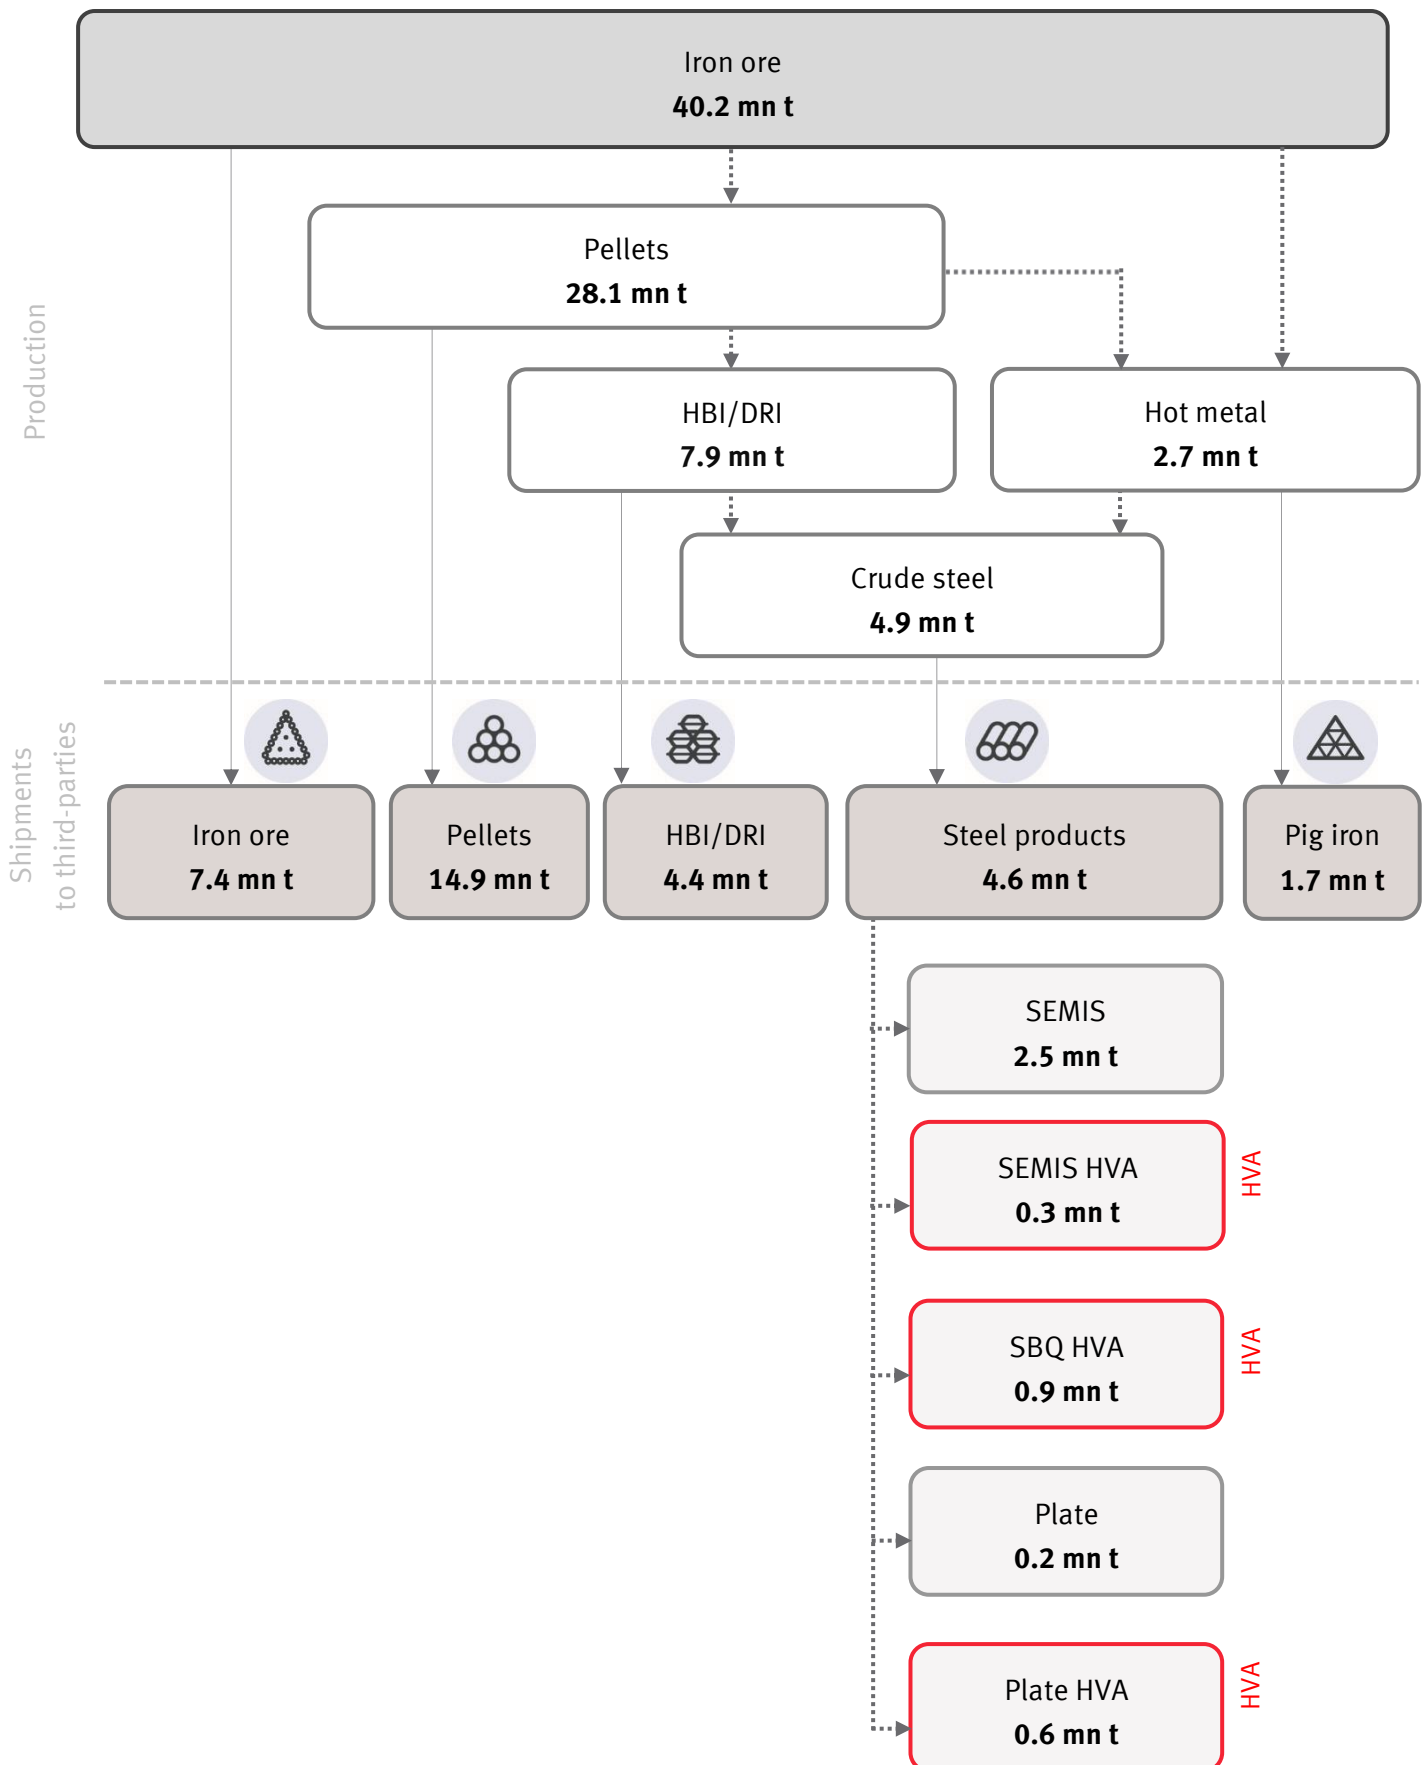 Iron ore
40.2 mn t
Production
Pellets
28.1 mn t
HBI/DRI
7.9 mn t
Hot metal
2.7 mn t
Crude steel
4.9 mn t
Shipments
to third-parties
Iron ore
7.4 mn t
Pellets
14.9 mn t
HBI/DRI
4.4 mn t
Steel products
4.6 mn t
Pig iron
1.7 mn t
SEMIS
2.5 mn t
SEMIS HVA
0.3 mn t
HVA
SBQ HVA
0.9 mn t
HVA
Plate
0.2 mn t
Plate HVA
0.6 mn t
HVA